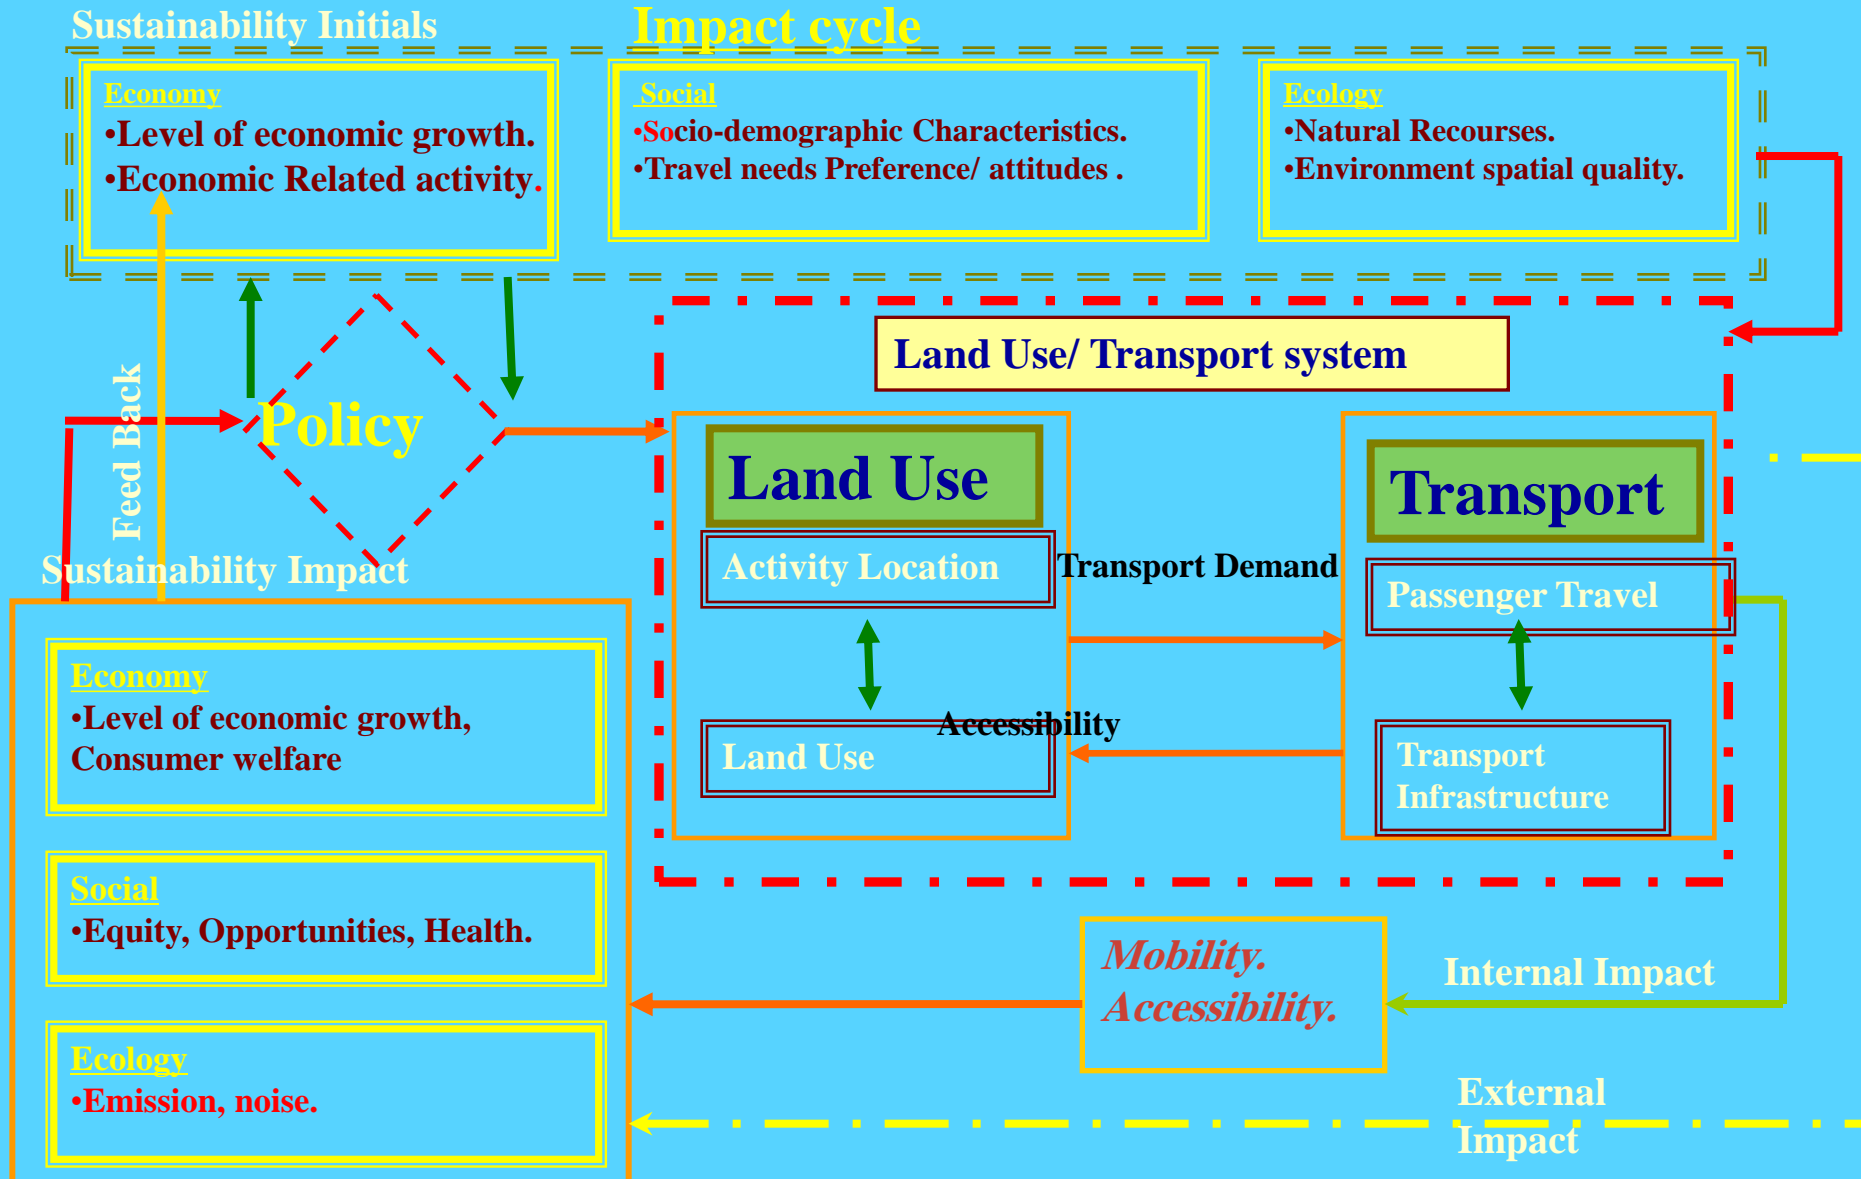 Sustainability Initials
Impact cycle
Economy
•Level of economic growth.
•Economic Related activity.
Social
•Socio-demographic Characteristics.
•Travel needs Preference/ attitudes .
Ecology
•Natural Recourses.
•Environment spatial quality.
Land Use/ Transport system
Policy
Feed Back
Land Use
Transport
Activity Location
Transport Demand
Passenger Travel
Sustainability Impact
Economy
•Level of economic growth,
Consumer welfare
Accessibility
Land Use
Transport
Infrastructure
Social
•Equity, Opportunities, Health.
Mobility.
Accessibility.
Internal Impact
Ecology
•Emission, noise.
External
Impact